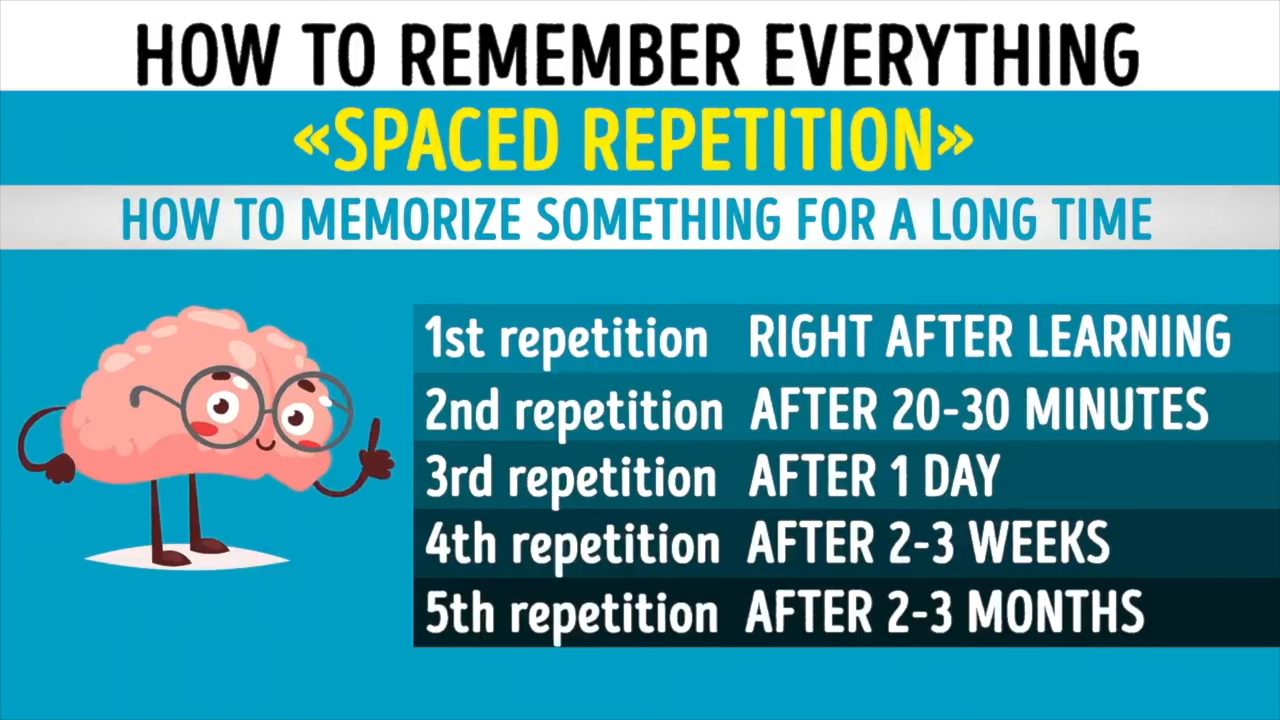 HOW TO REMEMBER EVERYTHING
«SPACED REPETITION»
HOW TO MEMORIZE SOMETHING FOR A LONG TIME
1st repetition RIGHT AFTER LEARNING
2nd repetition AFTER 20-30 MINUTES
3rd repetition AFTER 1 DAY
4th repetition AFTER 2-3 WEEKS
5th repetition AFTER 2-3 MONTHS